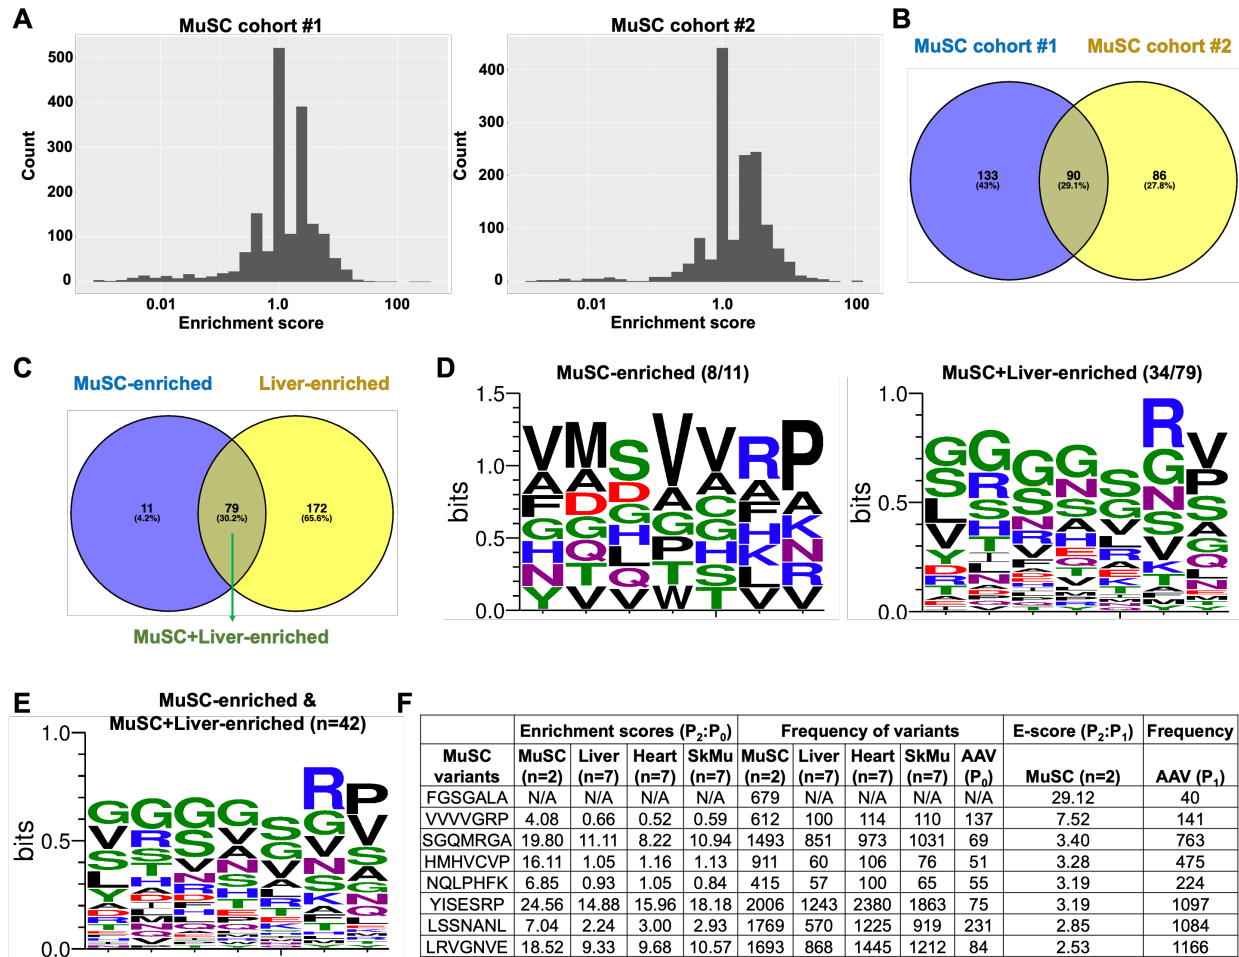 A
MuSC cohort #1
Count
500
400
300
200
100
0
0.01
1.0
100
Enrichment score
MuSC cohort #2
Count
400
300
200
100
0
0.01
1.0
100
Enrichment score
B
MuSC cohort #1
MuSC cohort #2
133
(43%)
90
(29.1%)
86
(27.8%)
C
MuSC-enriched
Liver-enriched
11
(4.2%)
79
(30.2%)
172
(65.6%)
MuSC+Liver-enriched
D
MuSC-enriched (8/11)
bits
1.5
1.0
0.5
0.0
V M S V V R P
MuSC+Liver-enriched (34/79)
bits
1.0
0.5
0.0
G G G G S R V
E
MuSC-enriched &
MuSC+Liver-enriched (n=42)
bits
1.0
0.5
0.0
G G G G S R P
F
Enrichment scores (P2:P0) Frequency of variants E-score (P2:P1) Frequency
MuSC variants MuSC (n=2) Liver (n=7) Heart (n=7) SkMu (n=7) MuSC (n=2) Liver (n=7) Heart (n=7) SkMu (n=7) AAV (P0) MuSC (n=2) AAV (P1)
FGSGALA N/A N/A N/A N/A 679 N/A N/A N/A N/A 29.12 40
VVVVGRP 4.08 0.66 0.52 0.59 612 100 114 110 137 7.52 141
SGQMRGA 19.80 11.11 8.22 10.94 1493 851 973 1031 69 3.40 763
HMHVCVP 16.11 1.05 1.16 1.13 911 60 106 76 51 3.28 475
NQLPHFK 6.85 0.93 1.05 0.84 415 57 100 65 55 3.19 224
YISESRP 24.56 14.88 15.96 18.18 2006 1243 2380 1863 75 3.19 1097
LSSNANL 7.04 2.24 3.00 2.93 1769 570 1225 919 231 2.85 1084
LRVGNVE 18.52 9.33 9.68 10.57 1693 868 1445 1212 84 2.53 1166